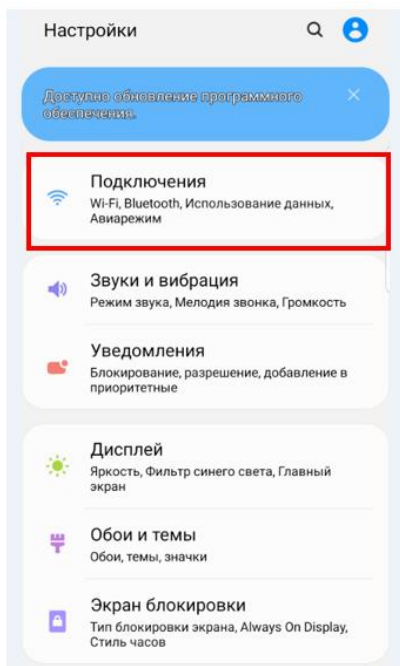 Настройки
Доступно обновление программного
обеспечения.
Подключения
Wi-Fi, Bluetooth, Использование данных,
Авиарежим
Звуки и вибрация
Режим звука, Мелодия звонка, Громкость
Уведомления
Блокирование, разрешение, добавление в
приоритетные
Дисплей
Яркость, Фильтр синего света, Главный
экран
Обои и темы
Обои, темы, значки
Экран блокировки
Тип блокировки экрана, Always On Display,
Стиль часов